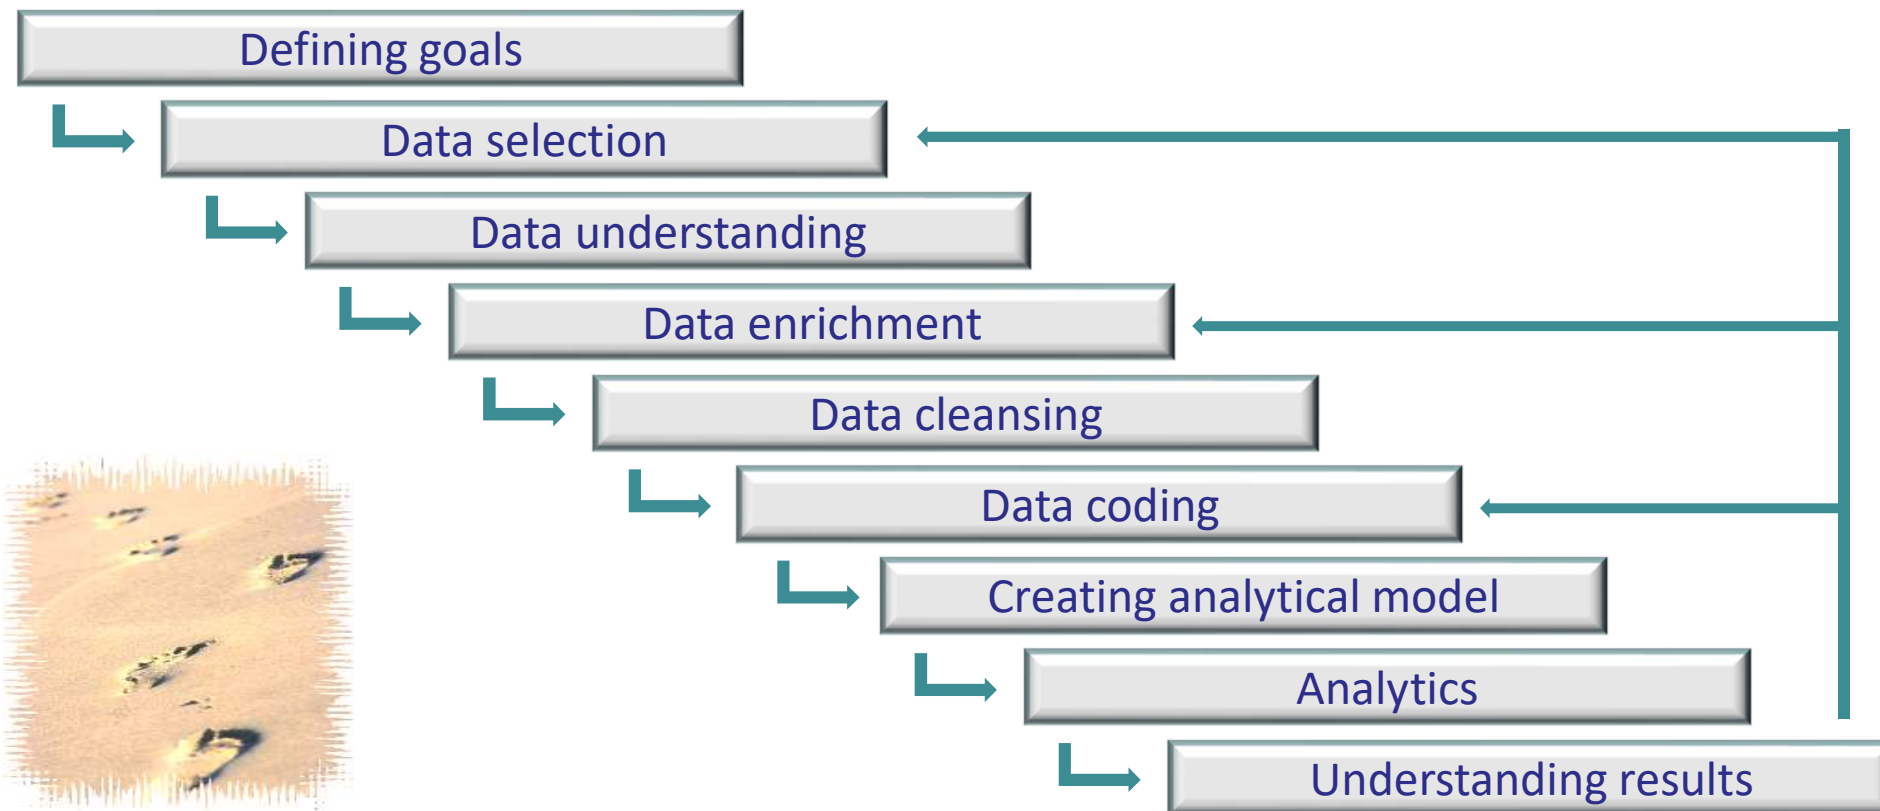 Defining goals
Data selection
Data understanding
Data enrichment
Data cleansing
Data coding
Creating analytical model
Analytics
Understanding results